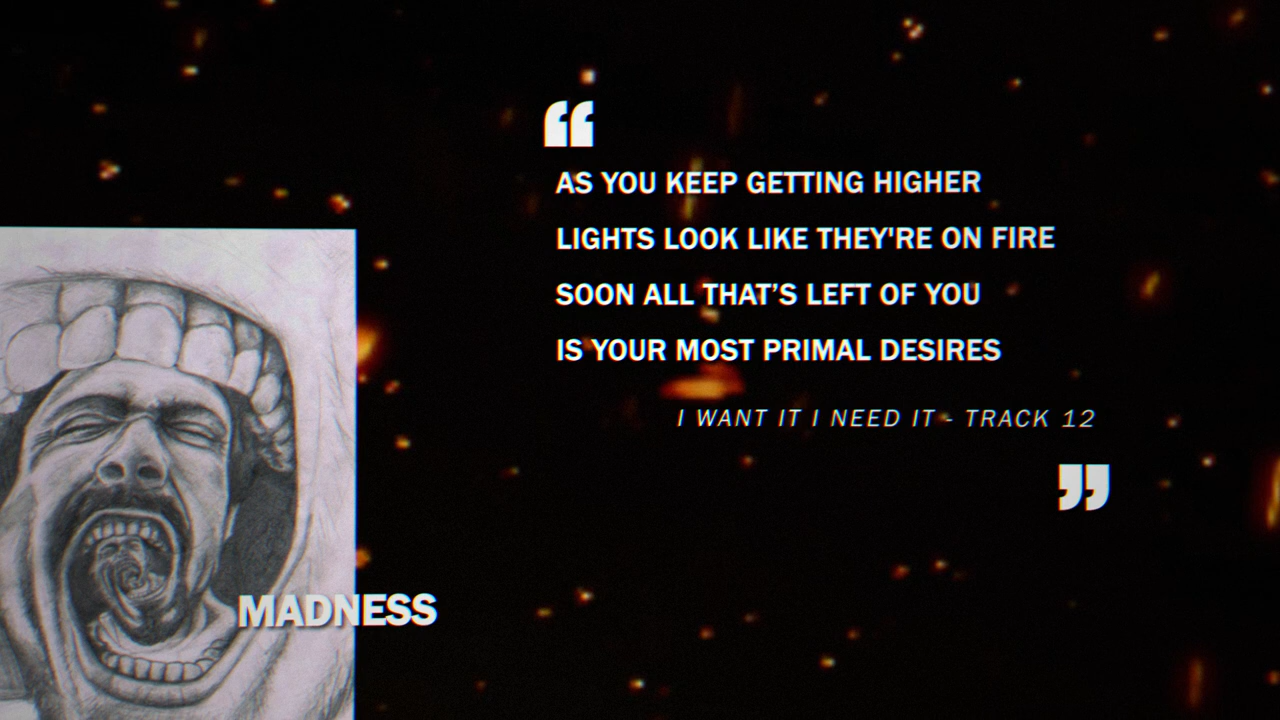 “
AS YOU KEEP GETTING HIGHER
LIGHTS LOOK LIKE THEY'RE ON FIRE
SOON ALL THAT’S LEFT OF YOU
IS YOUR MOST PRIMAL DESIRES
I WANT IT I NEED IT - TRACK 12
”
MADNESS